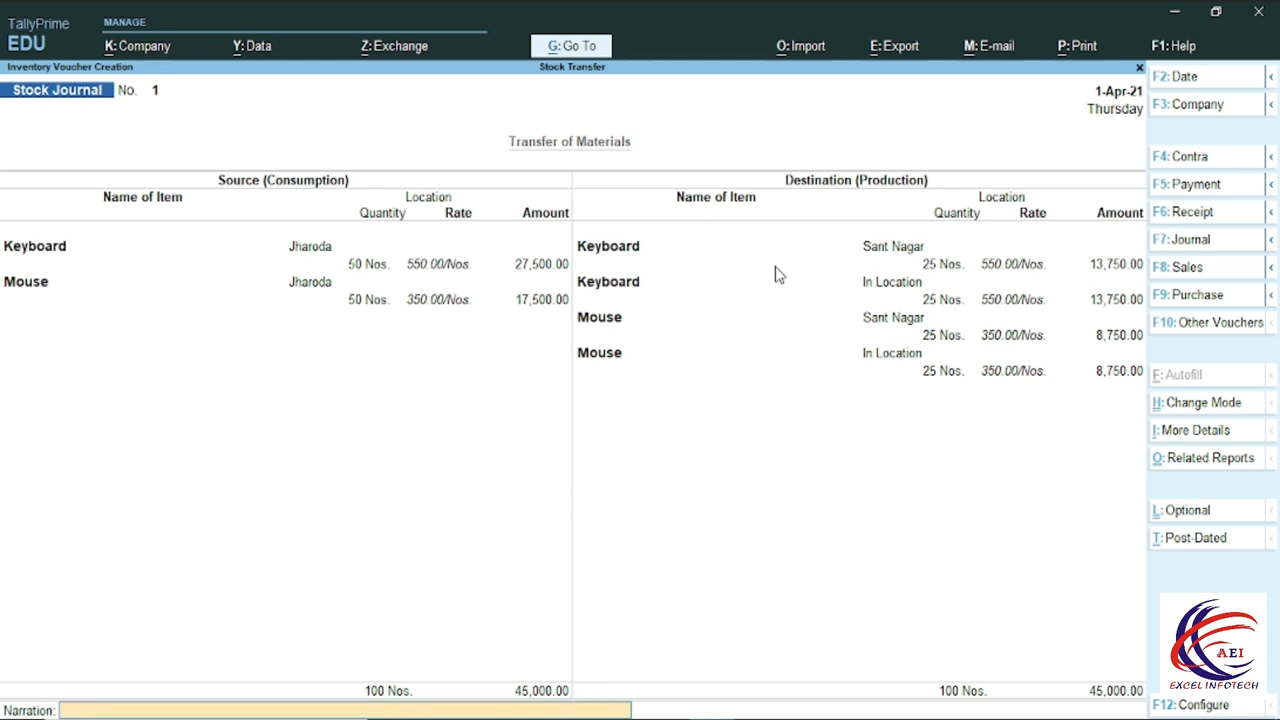 TallyPrime
EDU
MANAGE
K: Company Y: Data Z: Exchange G: Go To O: Import E: Export M: E-mail P: Print F1: Help
Inventory Voucher Creation Stock Transfer x
Stock Journal No. 1 1-Apr-21
Thursday
Transfer of Materials
Source (Consumption) Destination (Production)
Name of Item Location Name of Item Location
Quantity Rate Amount Quantity Rate Amount
Keyboard Jharoda Keyboard Sant Nagar
50 Nos. 550.00/Nos. 27,500.00 25 Nos. 550.00/Nos. 13,750.00
Mouse Jharoda Keyboard In Location
50 Nos. 350.00/Nos. 17,500.00 25 Nos. 550.00/Nos. 13,750.00
Mouse Sant Nagar
25 Nos. 350.00/Nos. 8,750.00
Mouse In Location
25 Nos. 350.00/Nos. 8,750.00
100 Nos. 45,000.00 100 Nos. 45,000.00
Narration:
F2: Date
F3: Company
F4: Contra
F5: Payment
F6: Receipt
F7: Journal
F8: Sales
F9: Purchase
F10: Other Vouchers
F: Autofill
H: Change Mode
I: More Details
O: Related Reports
L: Optional
T: Post-Dated
AEI
EXCEL INFOTECH
F12: Configure